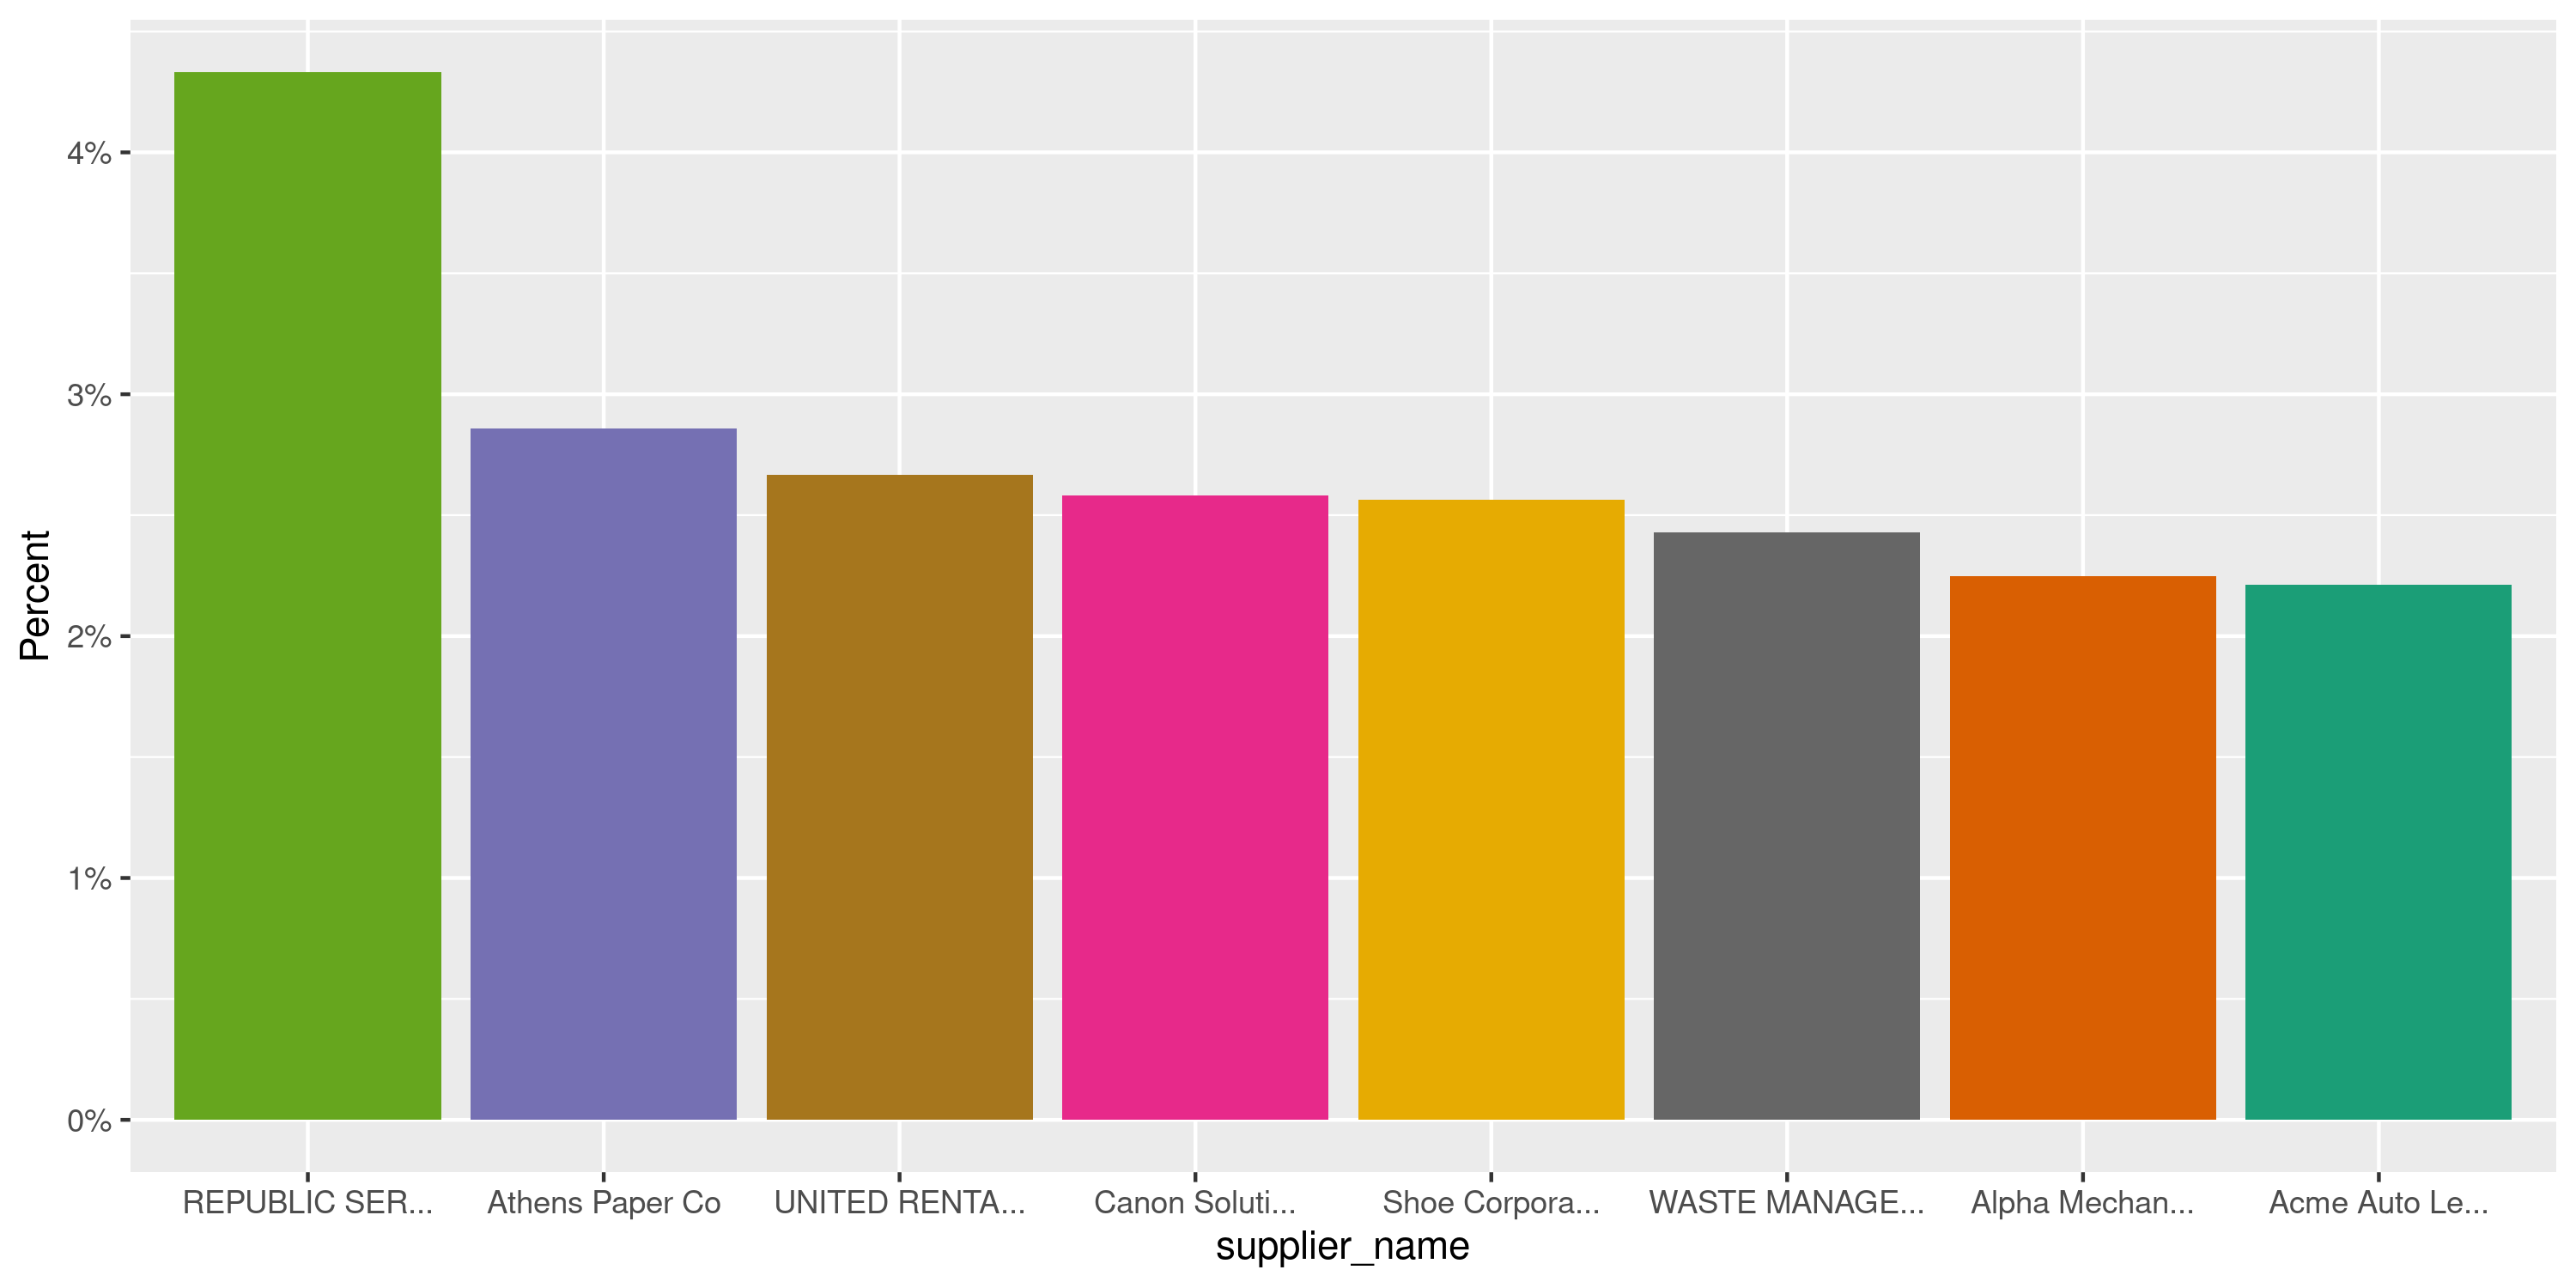 4%
3%
2%
1%
0%
Percent
REPUBLIC SER... Athens Paper Co UNITED RENTA... Canon Soluti... Shoe Corpora... WASTE MANAGE... Alpha Mechan... Acme Auto Le...
supplier_name